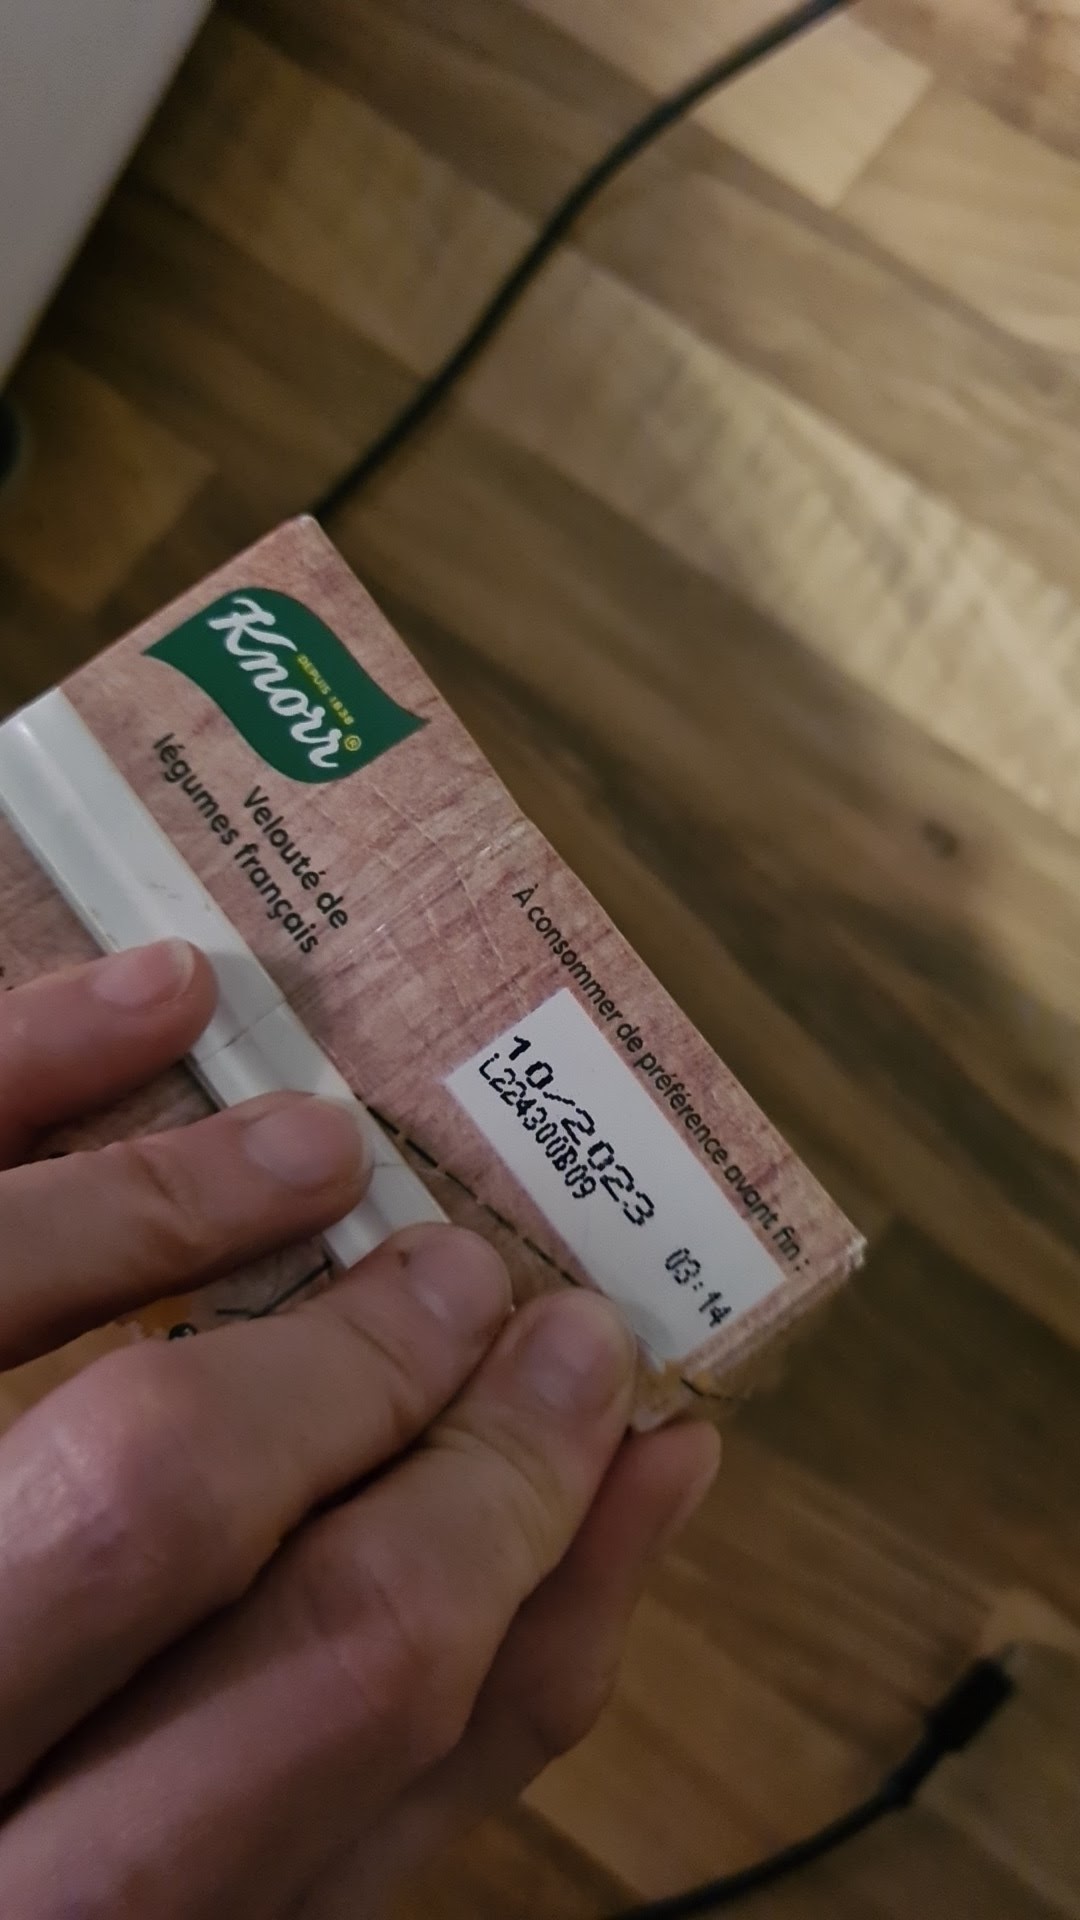 Knorr
DEPUIS 1838
®
Velouté de
légumes français
À consommer de préférence avant fin :
10/2023 03:14
L224300B09